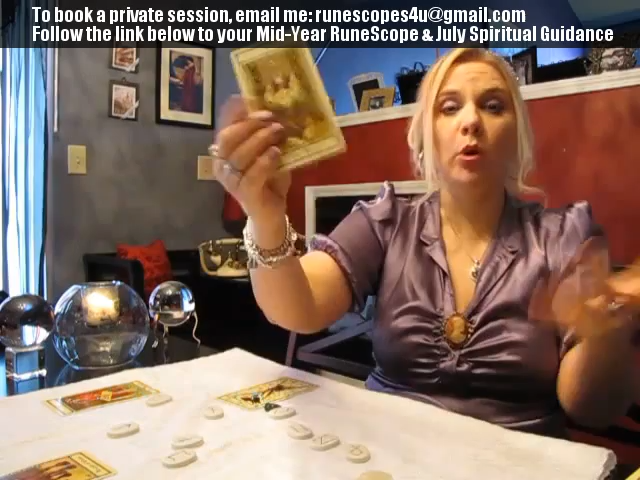 To book a private session, email me: runescopes4u@gmail.com
Follow the link below to your Mid-Year RuneScope & July Spiritual Guidance